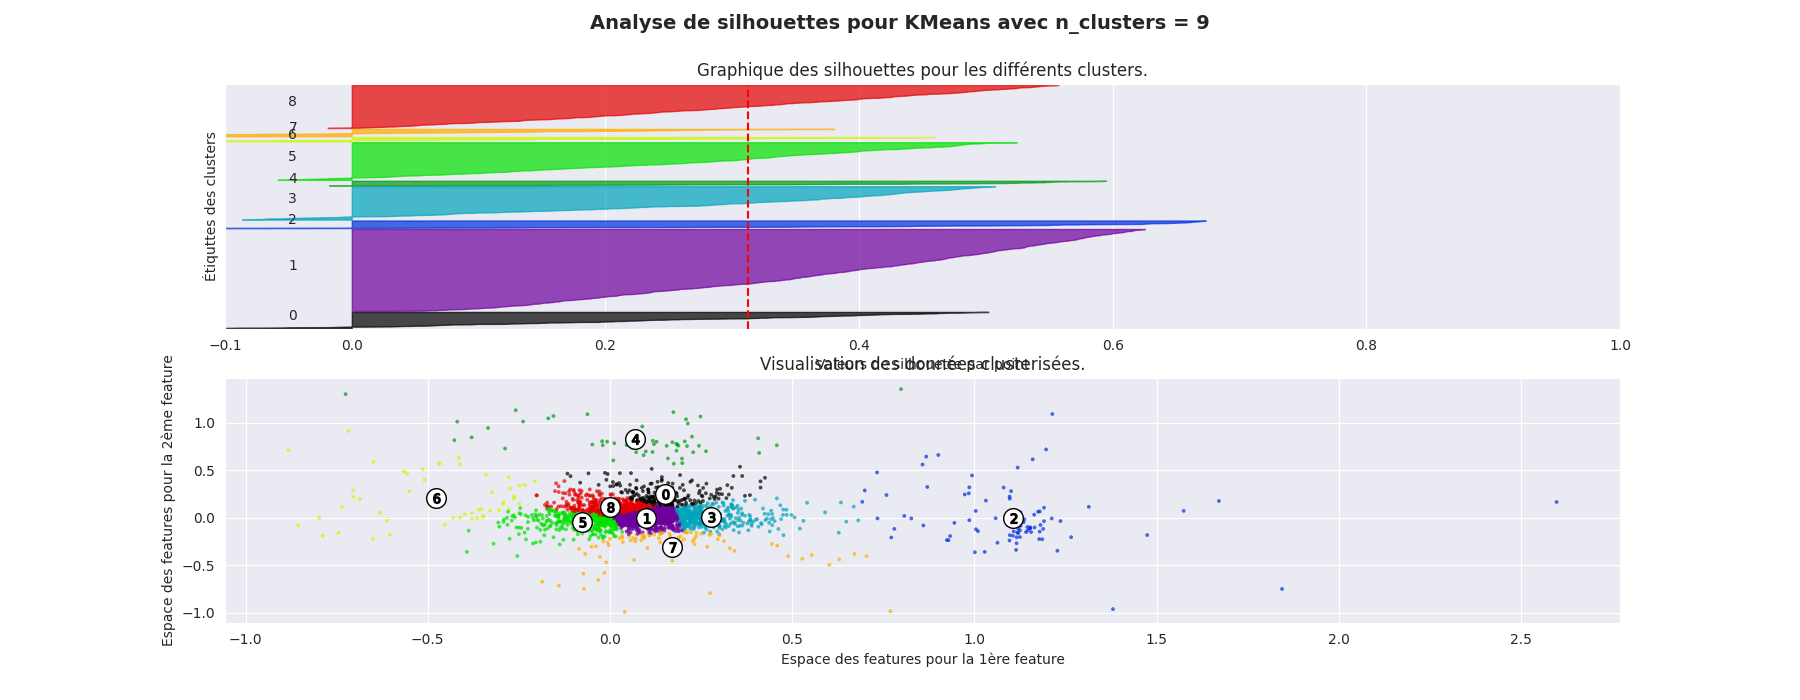 Analyse de silhouettes pour KMeans avec n_clusters = 9
Graphique des silhouettes pour les différents clusters.
Étiquttes des clusters
8
7
6
5
4
3
2
1
0
−0.1 0.0 0.2 0.4 0.6 0.8 1.0
Visualisation des données clusterisées.
Espace des features pour la 2ème feature
1.0
0.5
0.0
−0.5
−1.0
4
6
0
8
5
1
3
2
7
−1.0 −0.5 0.0 0.5 1.0 1.5 2.0 2.5
Espace des features pour la 1ère feature